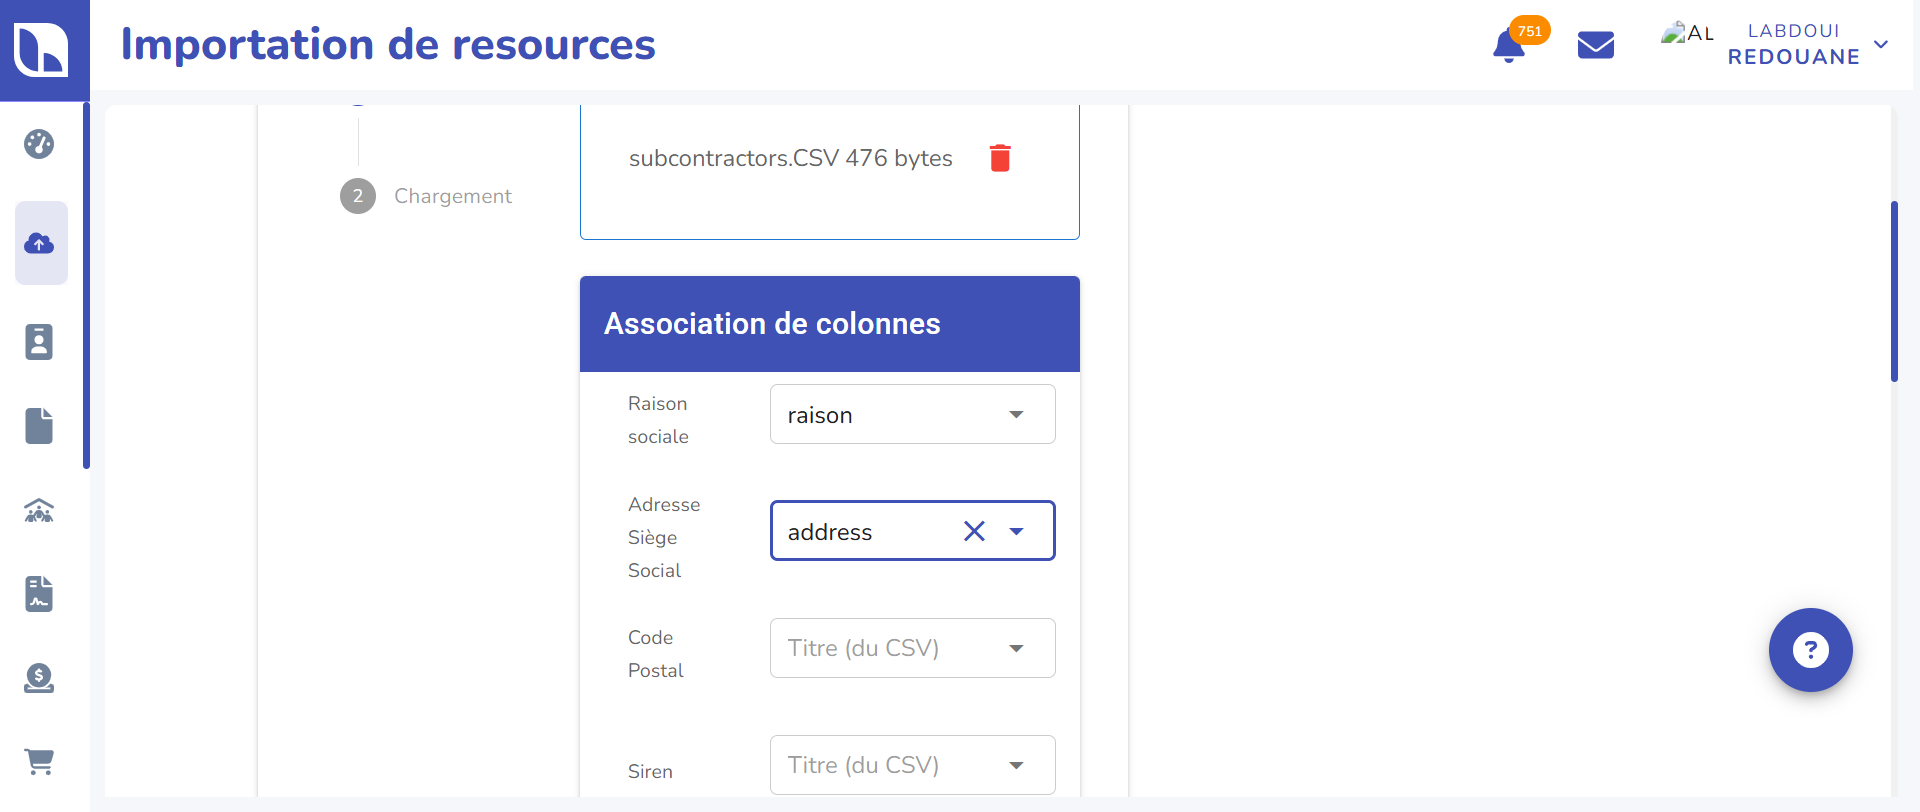 Importation de resources
751
AL
LABDOUI
REDOUANE
subcontractors.CSV 476 bytes
2 Chargement
Association de colonnes
Raison
sociale
raison
Adresse
Siège
Social
address
Code
Postal
Titre (du CSV)
Siren
Titre (du CSV)